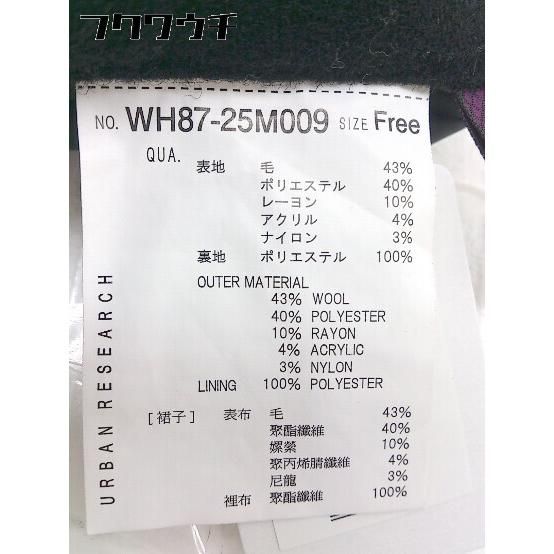 フクウウチ
NO. WH87-25M009 SIZE Free
QUA.
表地 毛 43%
ポリエステル 40%
レーヨン 10%
アクリル 4%
ナイロン 3%
裏地 ポリエステル 100%
OUTER MATERIAL
43% WOOL
40% POLYESTER
10% RAYON
4% ACRYLIC
3% NYLON
LINING 100% POLYESTER
[裙子] 表布 毛 43%
聚酯纖維 40%
嫘縈 10%
聚丙烯腈纖維 4%
尼龍 3%
裡布 聚酯纖維 100%
URBAN RESEARCH